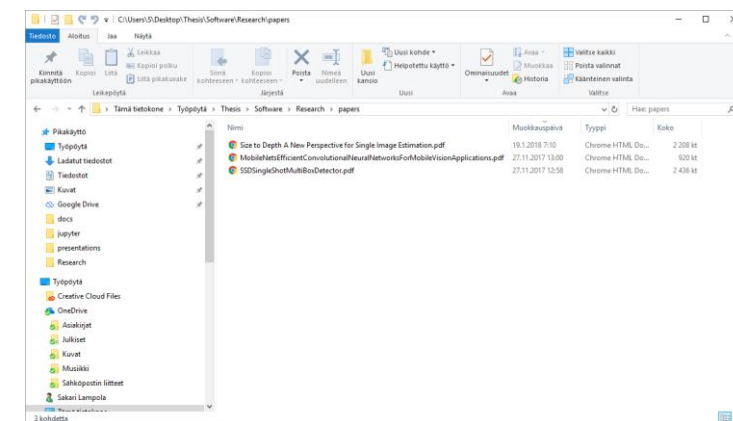 C:\Users\S\Desktop\Thesis\Software\Research\papers
Tiedosto Aloitus Jaa Näytä
Kiinnitä pikakäyttöön
Kopioi
Liitä
Leikkaa
Kopioi polku
Liitä pikakuvake
Leikepöytä
Siirrä kohteeseen
Kopioi kohteeseen
Poista
Nimeä uudelleen
Järjestä
Uusi kansio
Uusi kohde
Helpotettu käyttö
Uusi
Ominaisuudet
Avaa
Muokkaa
Historia
Avaa
Valitse kaikki
Poista valinnat
Käänteinen valinta
Valitse
Tämä tietokone > Työpöytä > Thesis > Software > Research > papers
Hae: papers
Nimi Muokkauspäivä Tyyppi Koko
Size to Depth A New Perspective for Single Image Estimation.pdf 19.1.2018 7:10 Chrome HTML Do... 2 208 kt
MobileNetsEfficientConvolutionalNeuralNetworksForMobileVisionApplications.pdf 27.11.2017 13:00 Chrome HTML Do... 920 kt
SSDSingleShotMultiBoxDetector.pdf 27.11.2017 12:58 Chrome HTML Do... 2 436 kt
Pikakäyttö
Työpöytä
Ladatut tiedostot
Tiedostot
Kuvat
Google Drive
docs
jupyter
presentations
Research
Työpöytä
Creative Cloud Files
OneDrive
Asiakirjat
Julkiset
Kuvat
Musiikki
Sähköpostin liitteet
Sakari Lampola
Tämä tietokone
3 kohdetta